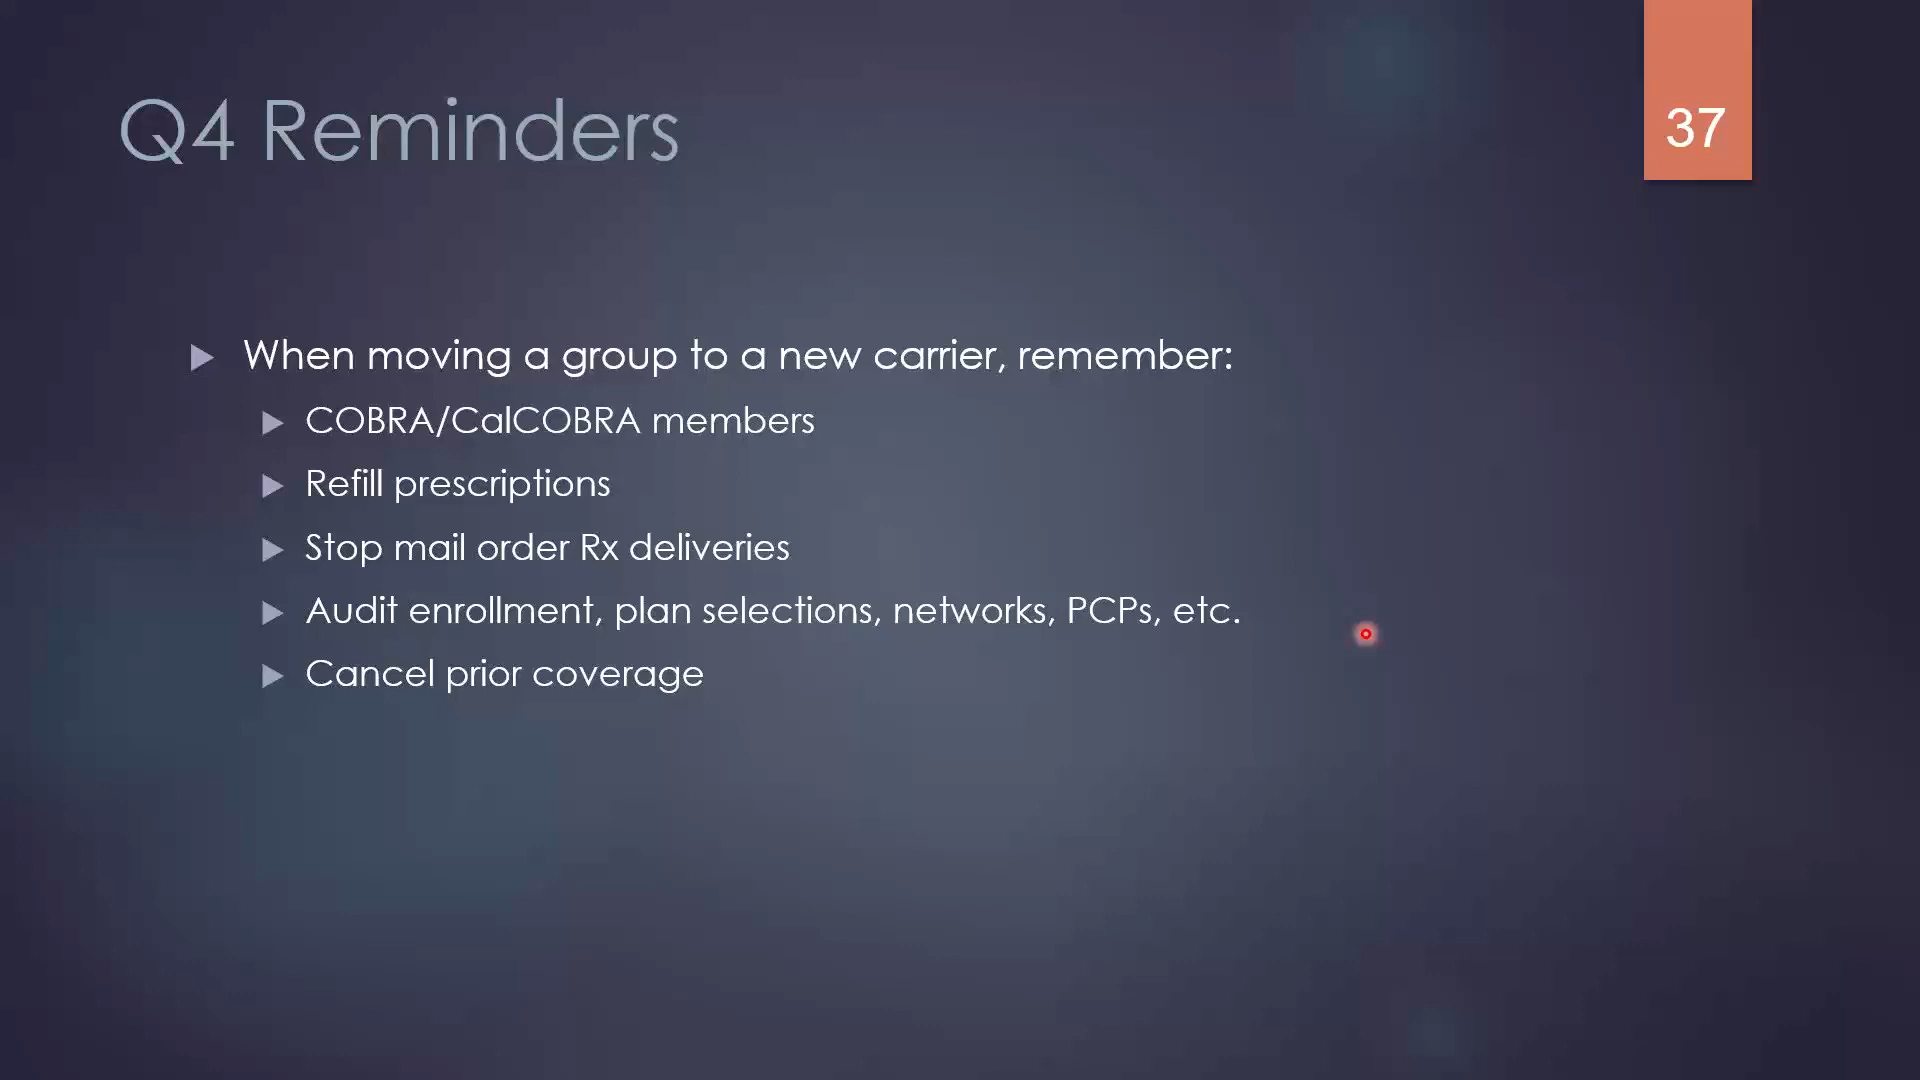 Q4 Reminders
37
When moving a group to a new carrier, remember:
COBRA/CalCOBRA members
Refill prescriptions
Stop mail order Rx deliveries
Audit enrollment, plan selections, networks, PCPs, etc.
Cancel prior coverage